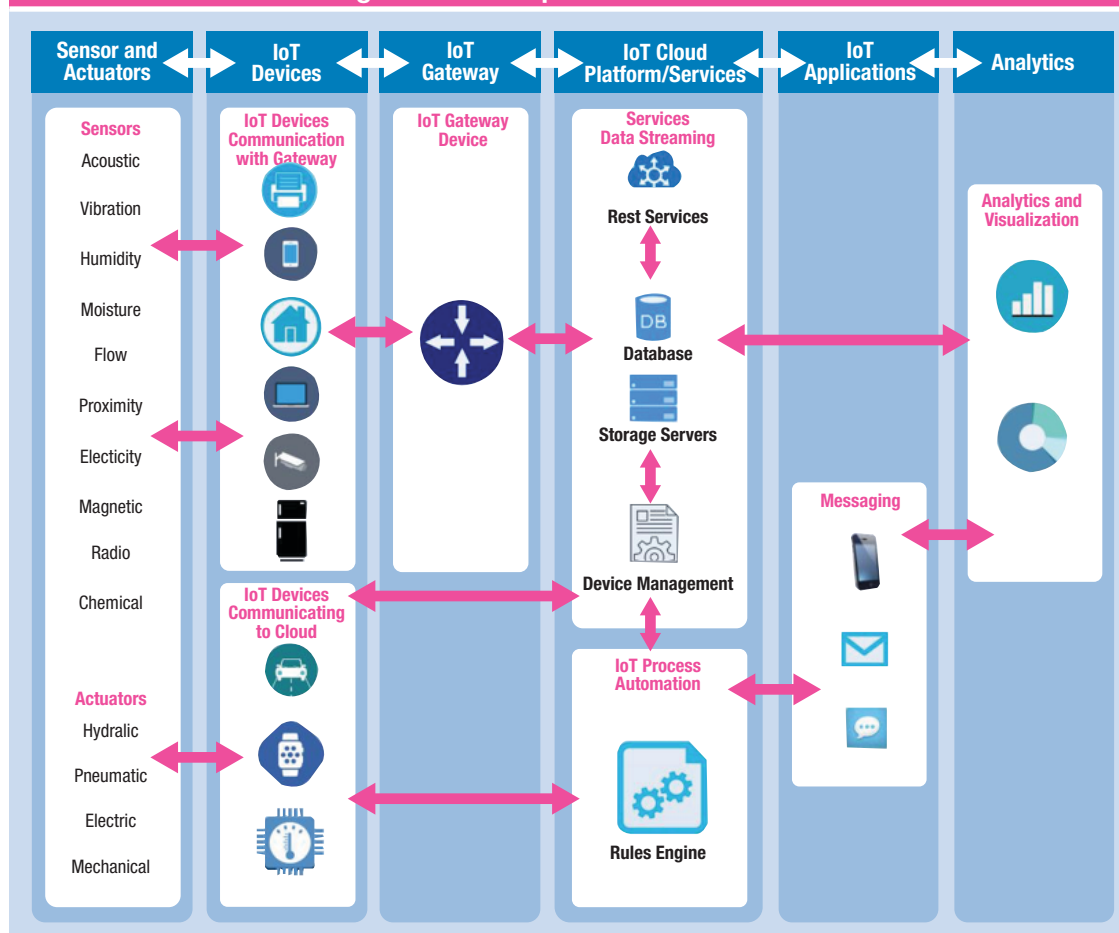 Sensor and
Actuators
IoT
Devices
IoT
Gateway
IoT Cloud
Platform/Services
IoT
Applications
Analytics
Sensors
Acoustic
Vibration
Humidity
Moisture
Flow
Proximity
Electicity
Magnetic
Radio
Chemical
Actuators
Hydralic
Pneumatic
Electric
Mechanical
IoT Devices
Communication
with Gateway
IoT Devices
Communicating
to Cloud
IoT Gateway
Device
Services
Data Streaming
Rest Services
DB
Database
Storage Servers
Device Management
IoT Process
Automation
Rules Engine
Messaging
Analytics and
Visualization